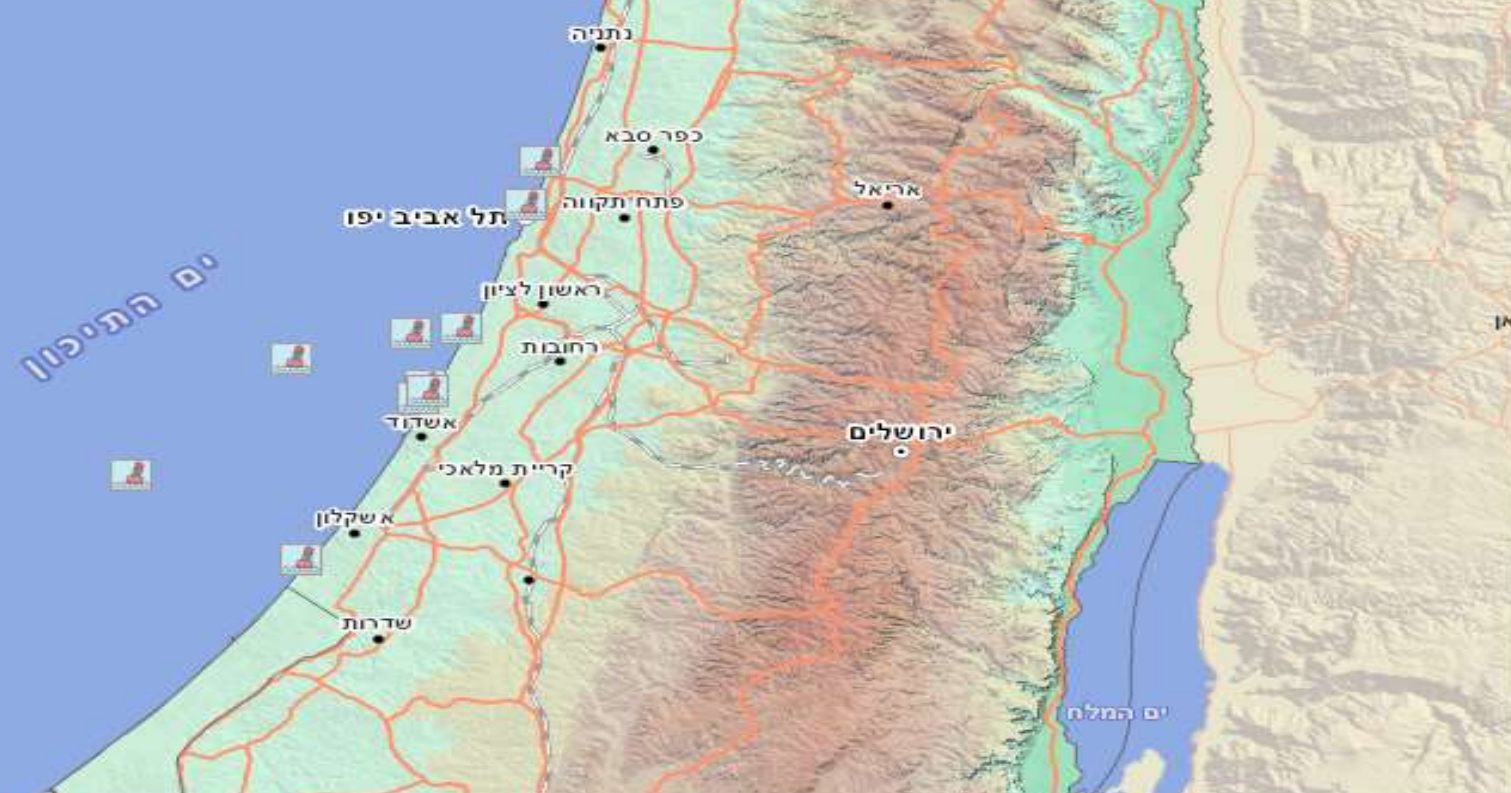 נתניה
כפר סבא
אריאל
פתח תקווה
תל אביב יפו
ים התיכון
ראשון לציון
רחובות
אשדוד
ירושלים
קריית מלאכי
אשקלון
שדרות
ים המלח